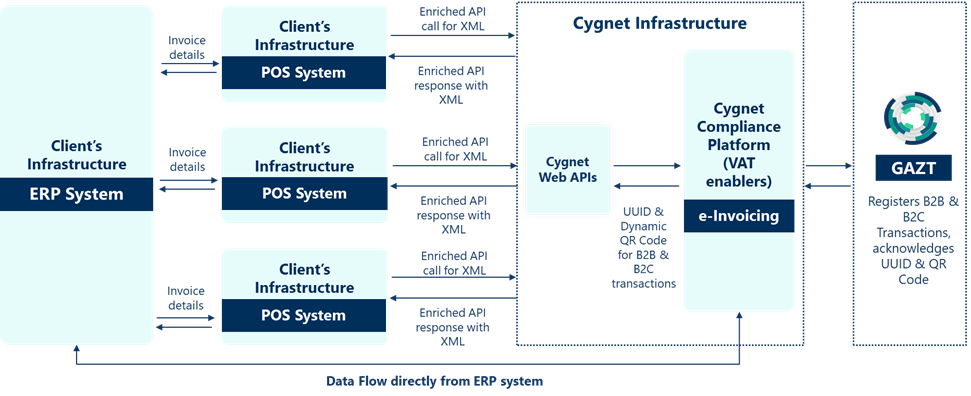 Client's
Infrastructure
ERP System
Invoice
details
Client's
Infrastructure
POS System
Enriched API
call for XML
Enriched API
response with
XML
Invoice
details
Client's
Infrastructure
POS System
Enriched API
call for XML
Enriched API
response with
XML
Invoice
details
Client's
Infrastructure
POS System
Enriched API
call for XML
Enriched API
response with
XML
Cygnet Infrastructure
Cygnet
Web APIs
UUID &
Dynamic
QR Code
for B2B &
B2C
transactions
Cygnet
Compliance
Platform
(VAT
enablers)
e-Invoicing
GAZT
Registers B2B &
B2C
Transactions,
acknowledges
UUID & QR
Code
Data Flow directly from ERP system